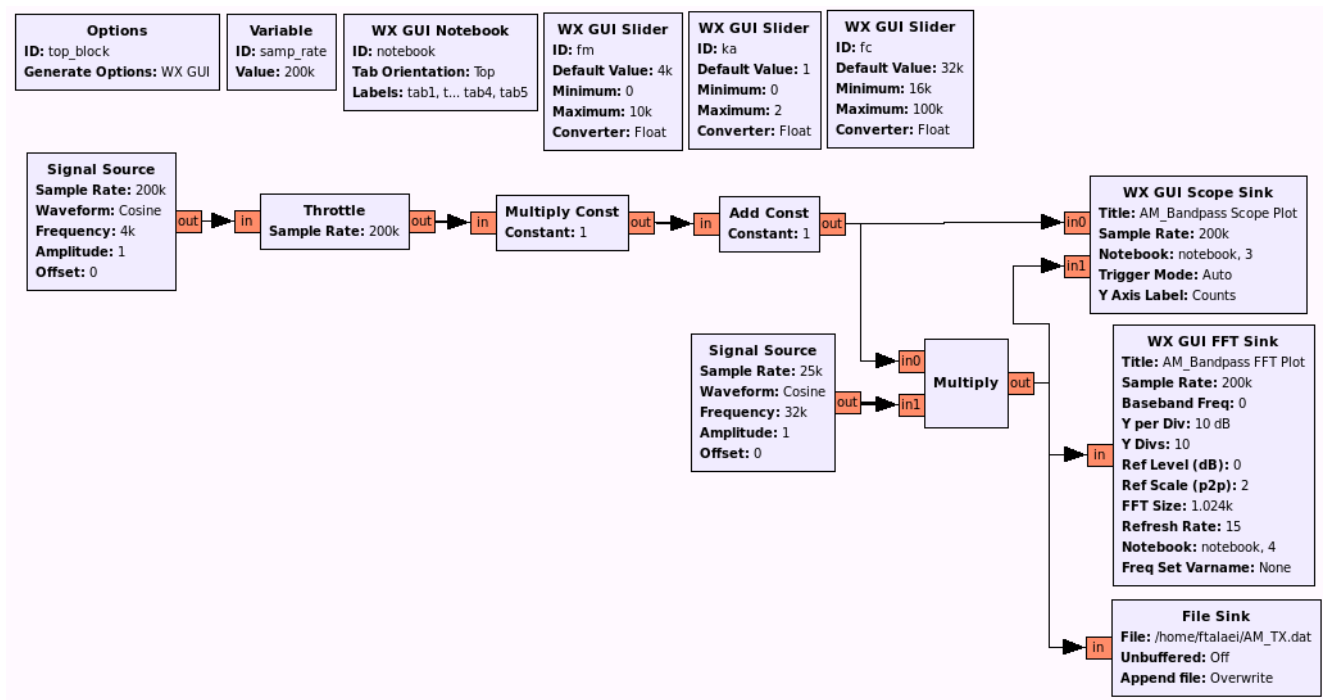 Options
ID: top_block
Generate Options: WX GUI
Variable
ID: samp_rate
Value: 200k
WX GUI Notebook
ID: notebook
Tab Orientation: Top
Labels: tab1, t... tab4, tab5
WX GUI Slider
ID: fm
Default Value: 4k
Minimum: 0
Maximum: 10k
Converter: Float
WX GUI Slider
ID: ka
Default Value: 1
Minimum: 0
Maximum: 2
Converter: Float
WX GUI Slider
ID: fc
Default Value: 32k
Minimum: 16k
Maximum: 100k
Converter: Float
Signal Source
Sample Rate: 200k
Waveform: Cosine
Frequency: 4k
Amplitude: 1
Offset: 0
out
in
Throttle
Sample Rate: 200k
out
in
Multiply Const
Constant: 1
out
in
Add Const
Constant: 1
out
in0
in1
WX GUI Scope Sink
Title: AM_Bandpass Scope Plot
Sample Rate: 200k
Notebook: notebook, 3
Trigger Mode: Auto
Y Axis Label: Counts
Signal Source
Sample Rate: 25k
Waveform: Cosine
Frequency: 32k
Amplitude: 1
Offset: 0
out
in0
in1
Multiply
out
in
WX GUI FFT Sink
Title: AM_Bandpass FFT Plot
Sample Rate: 200k
Baseband Freq: 0
Y per Div: 10 dB
Y Divs: 10
Ref Level (dB): 0
Ref Scale (p2p): 2
FFT Size: 1.024k
Refresh Rate: 15
Notebook: notebook, 4
Freq Set Varname: None
in
File Sink
File: /home/ftalaei/AM_TX.dat
Unbuffered: Off
Append file: Overwrite